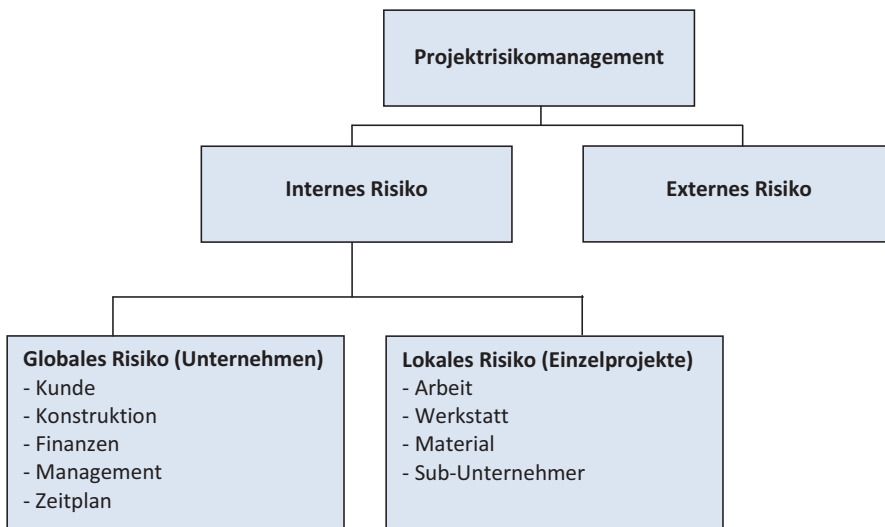 Projektrisikomanagement
Internes Risiko
Externes Risiko
Globales Risiko (Unternehmen)
- Kunde
- Konstruktion
- Finanzen
- Management
- Zeitplan
Lokales Risiko (Einzelprojekte)
- Arbeit
- Werkstatt
- Material
- Sub-Unternehmer